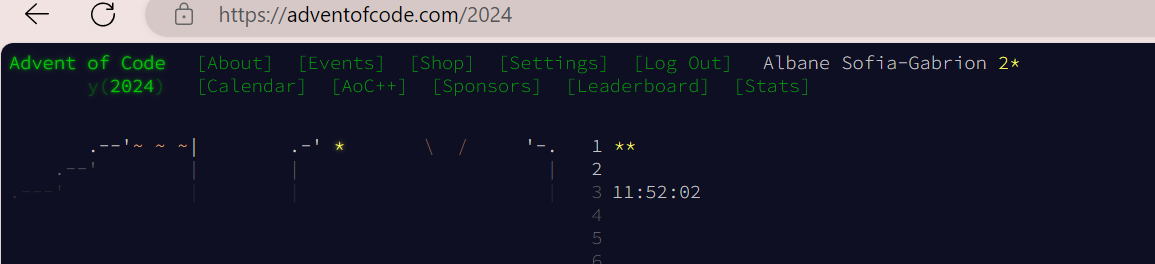 https://adventofcode.com/2024
Advent of Code [About] [Events] [Shop] [Settings] [Log Out] Albane Sofia-Gabrion 2*
y(2024) [Calendar] [AoC++] [Sponsors] [Leaderboard] [Stats]
.--'~ ~ ~| .-' * \ / '-. 1 **
.--' | | | 2
.---' | | | 3 11:52:02
4
5
6